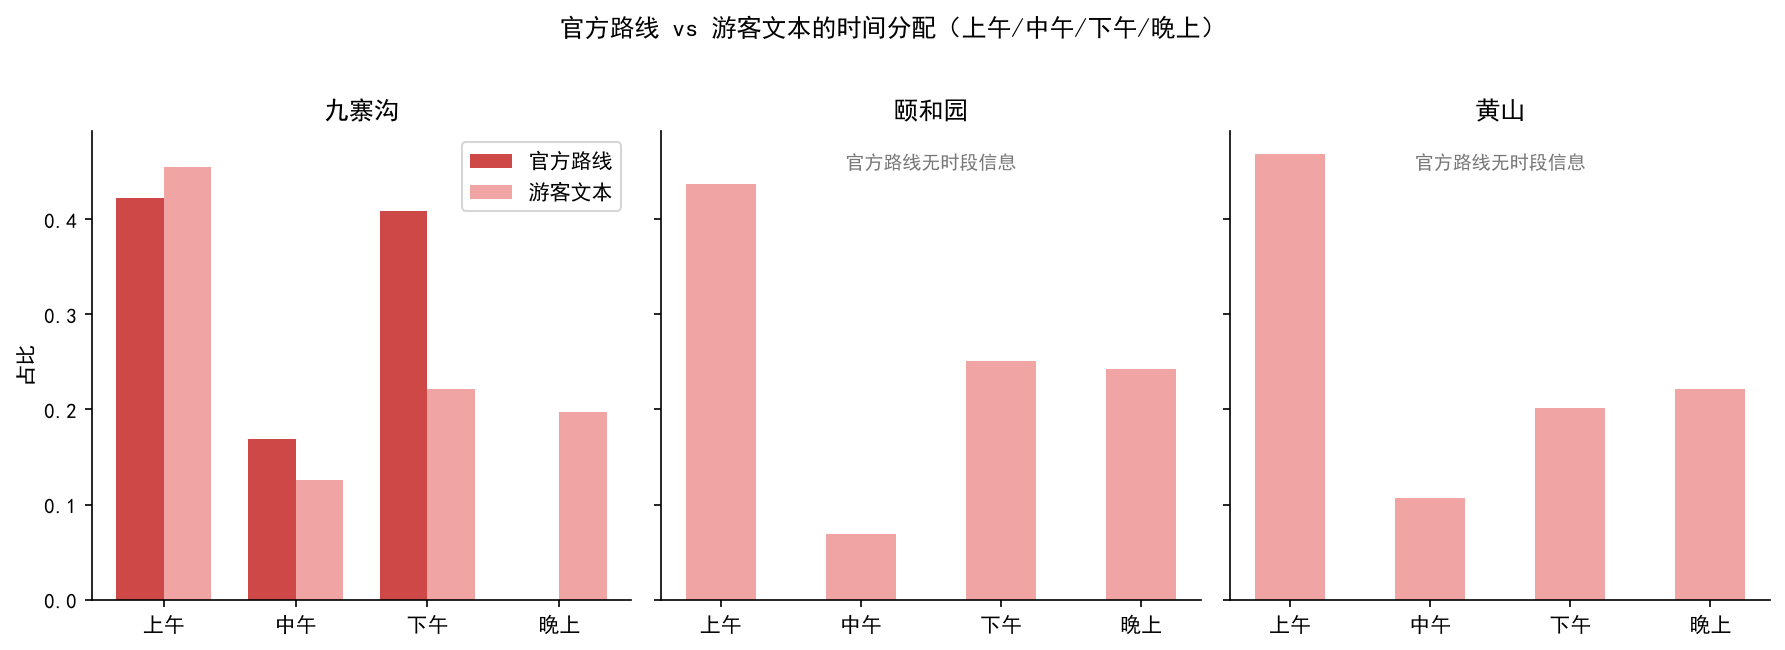 官方路线 vs 游客文本的时间分配（上午/中午/下午/晚上）
九寨沟
官方路线
游客文本
占比
0.4
0.3
0.2
0.1
0.0
上午 中午 下午 晚上
颐和园
官方路线无时段信息
上午 中午 下午 晚上
黄山
官方路线无时段信息
上午 中午 下午 晚上